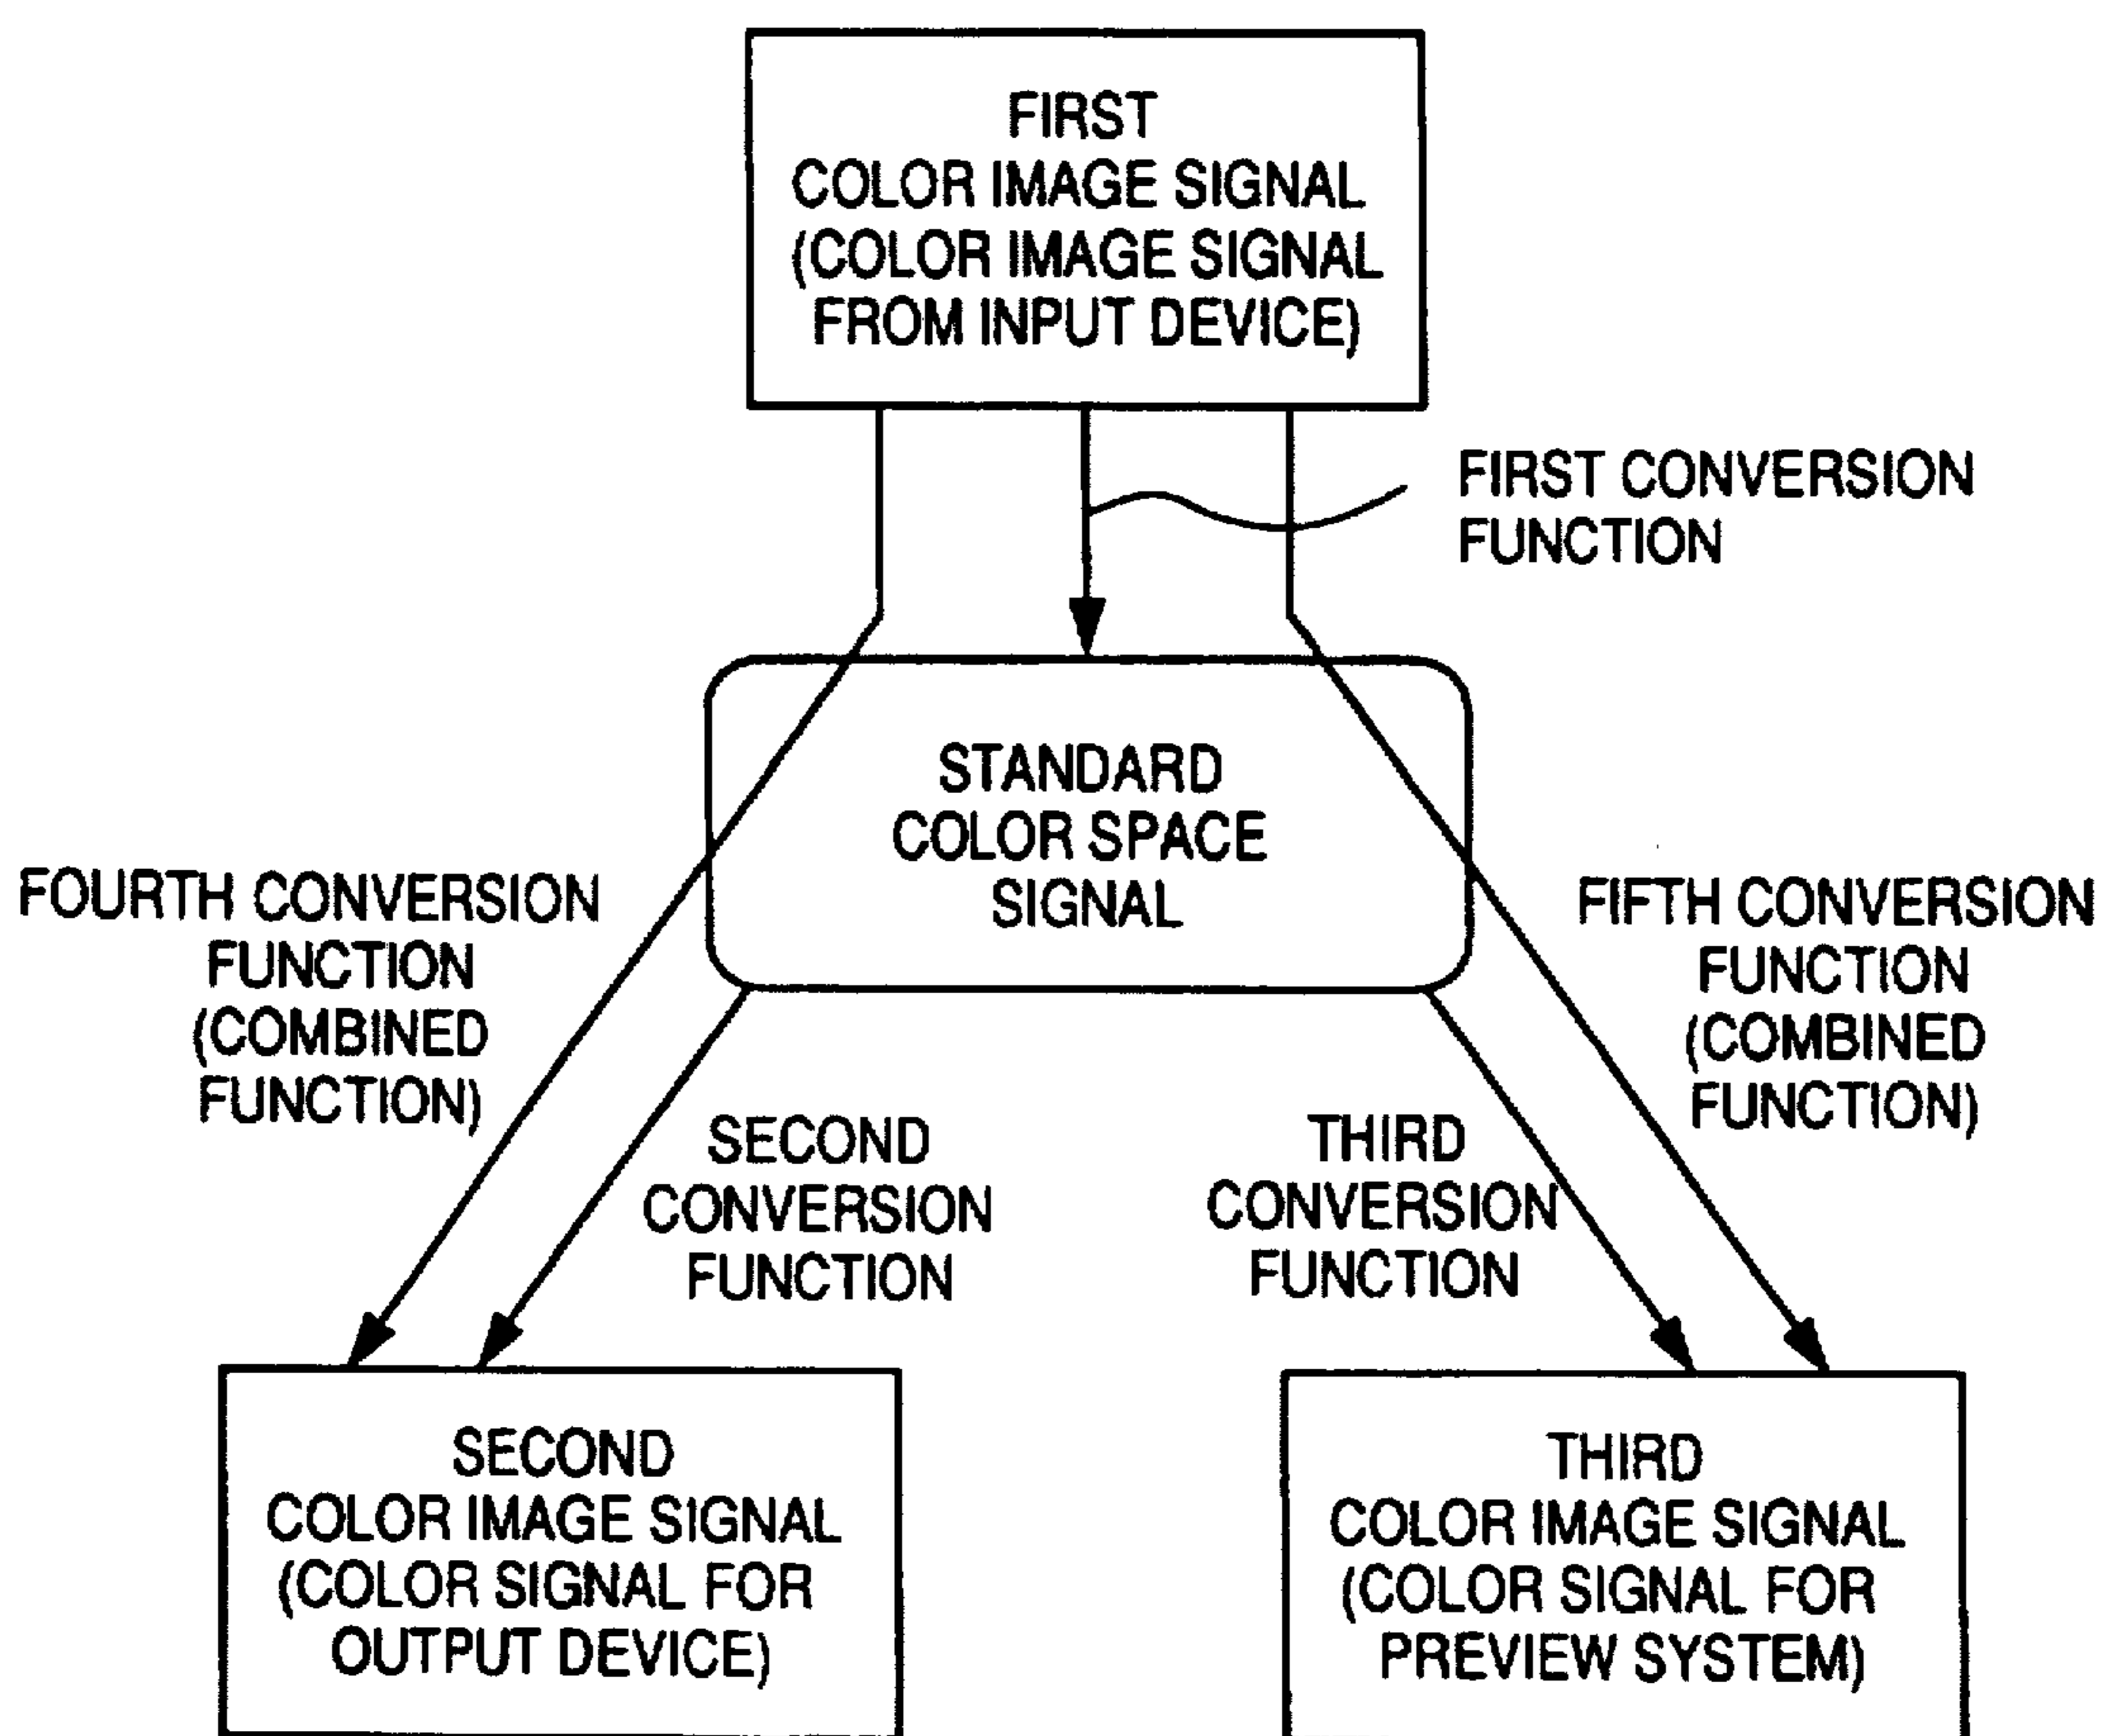 FIRST
COLOR IMAGE SIGNAL
(COLOR IMAGE SIGNAL
FROM INPUT DEVICE)
FIRST CONVERSION
FUNCTION
STANDARD
COLOR SPACE
SIGNAL
FOURTH CONVERSION
FUNCTION
(COMBINED
FUNCTION)
FIFTH CONVERSION
FUNCTION
(COMBINED
FUNCTION)
SECOND
CONVERSION
FUNCTION
THIRD
CONVERSION
FUNCTION
SECOND
COLOR IMAGE SIGNAL
(COLOR SIGNAL FOR
OUTPUT DEVICE)
THIRD
COLOR IMAGE SIGNAL
(COLOR SIGNAL FOR
PREVIEW SYSTEM)